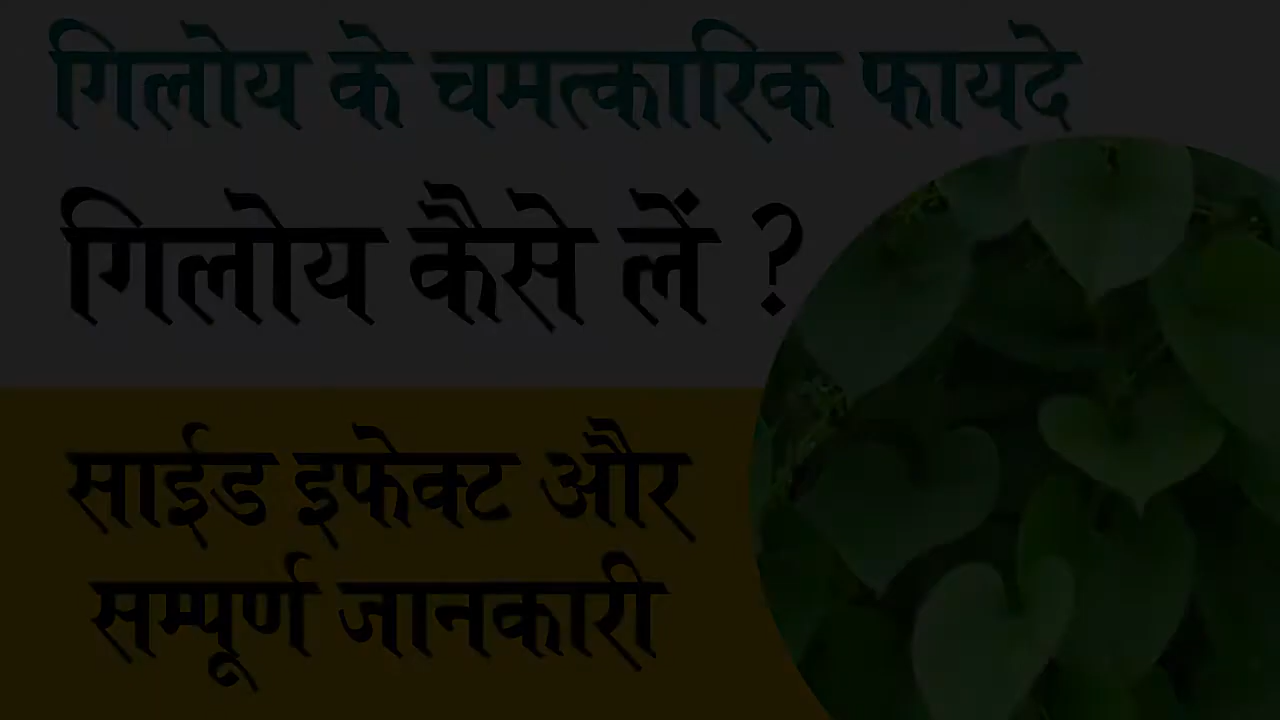 गिलोय के चमत्कारिक फायदे
गिलोय कैसे लें ?
साईड इफेक्ट और
सम्पूर्ण जानकारी